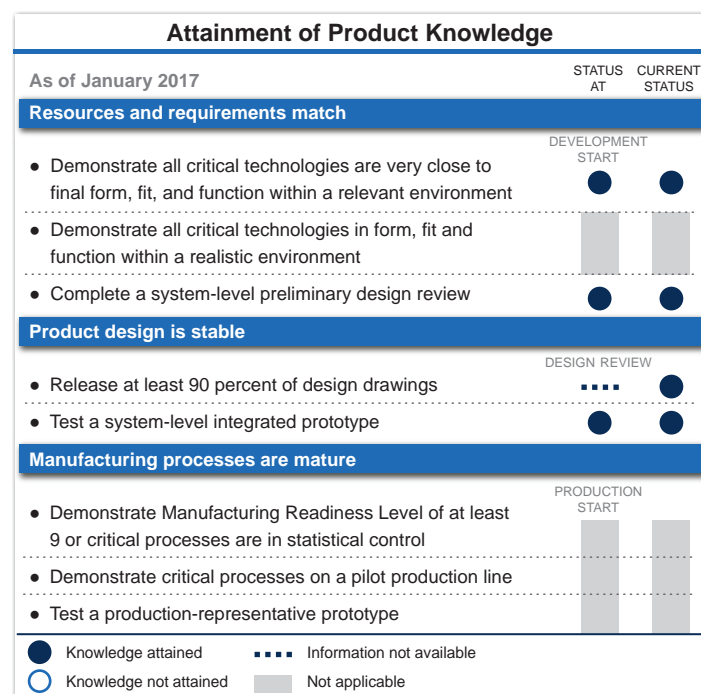 Attainment of Product Knowledge
As of January 2017
STATUS AT
CURRENT STATUS
Resources and requirements match
DEVELOPMENT START
● Demonstrate all critical technologies are very close to
final form, fit, and function within a relevant environment
● Demonstrate all critical technologies in form, fit and
function within a realistic environment
● Complete a system-level preliminary design review
Product design is stable
DESIGN REVIEW
● Release at least 90 percent of design drawings
● Test a system-level integrated prototype
Manufacturing processes are mature
PRODUCTION START
● Demonstrate Manufacturing Readiness Level of at least
9 or critical processes are in statistical control
● Demonstrate critical processes on a pilot production line
● Test a production-representative prototype
Knowledge attained
Information not available
Knowledge not attained
Not applicable